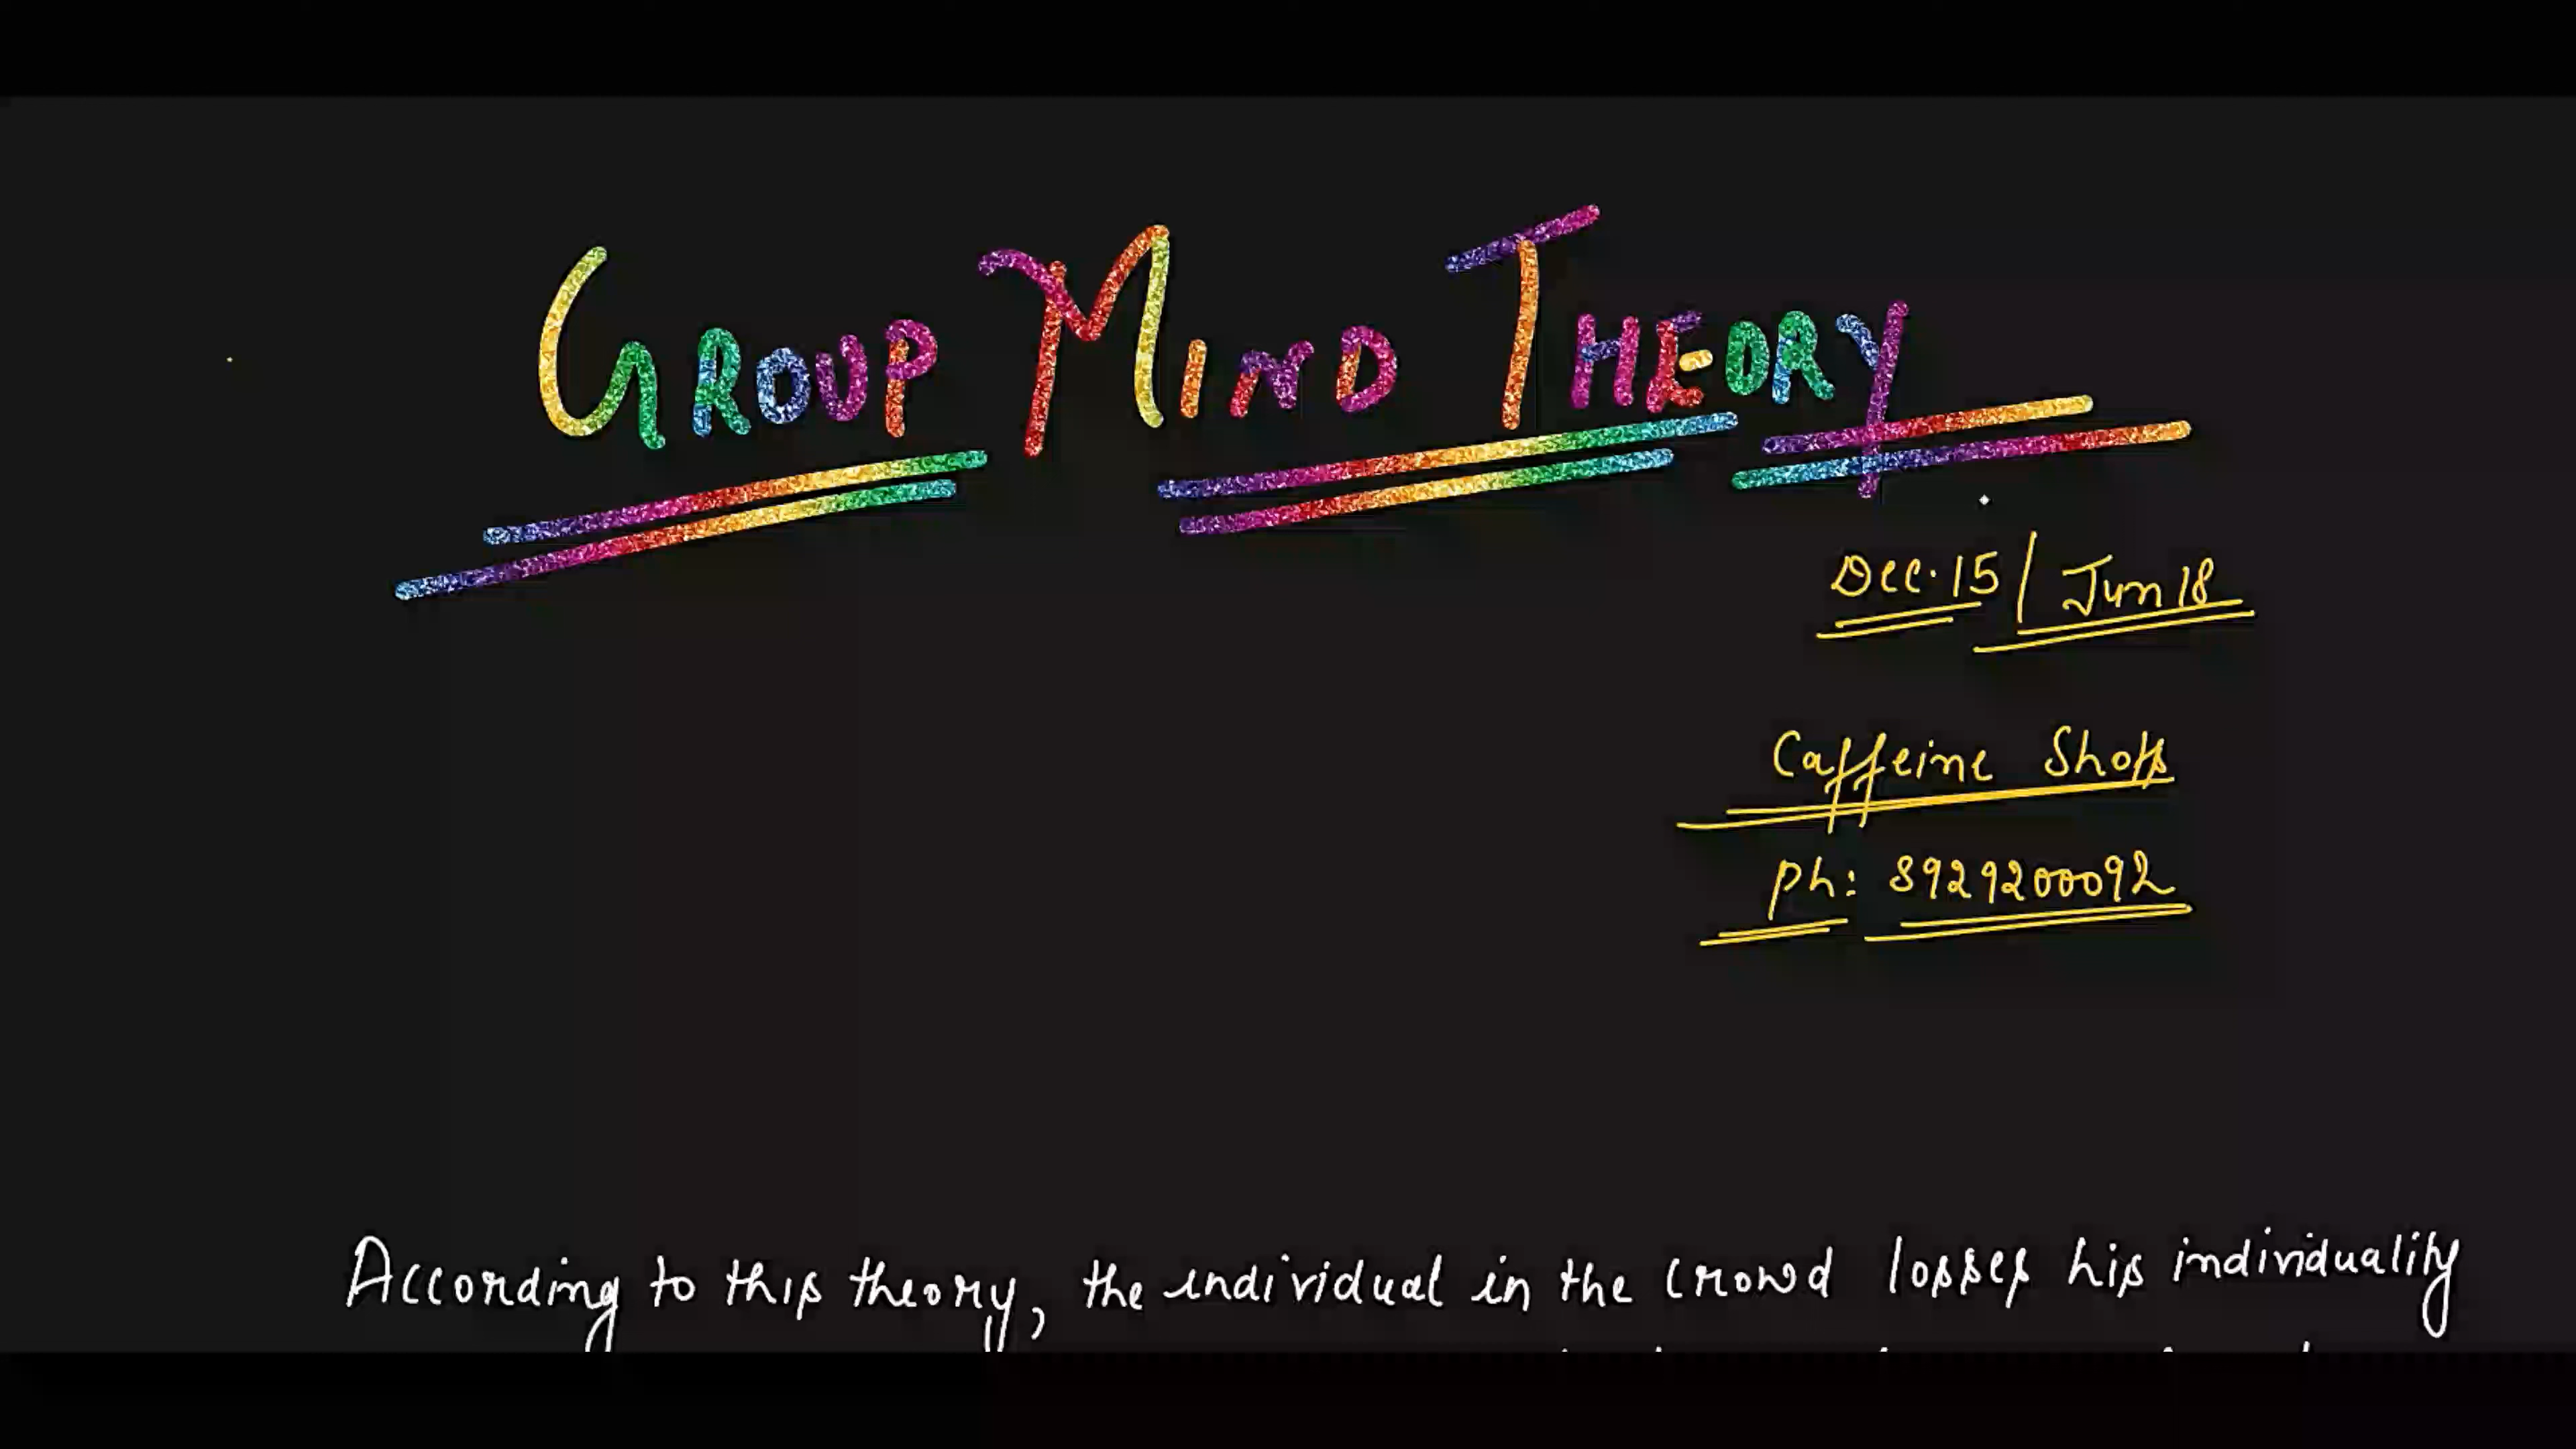 GROUP MIND THEORY
Dec.15/ Jun 18
Caffeine Shots
Ph: 8929200092
According to this theory, the individual in the crowd losses his individuality